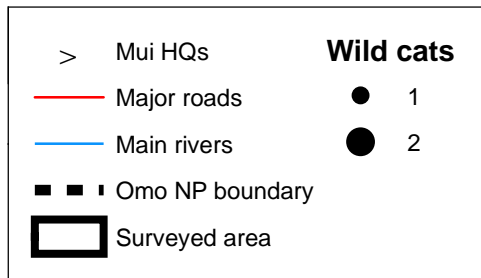 > Mui HQs
Major roads
Main rivers
Omo NP boundary
Surveyed area
Wild cats
1
2